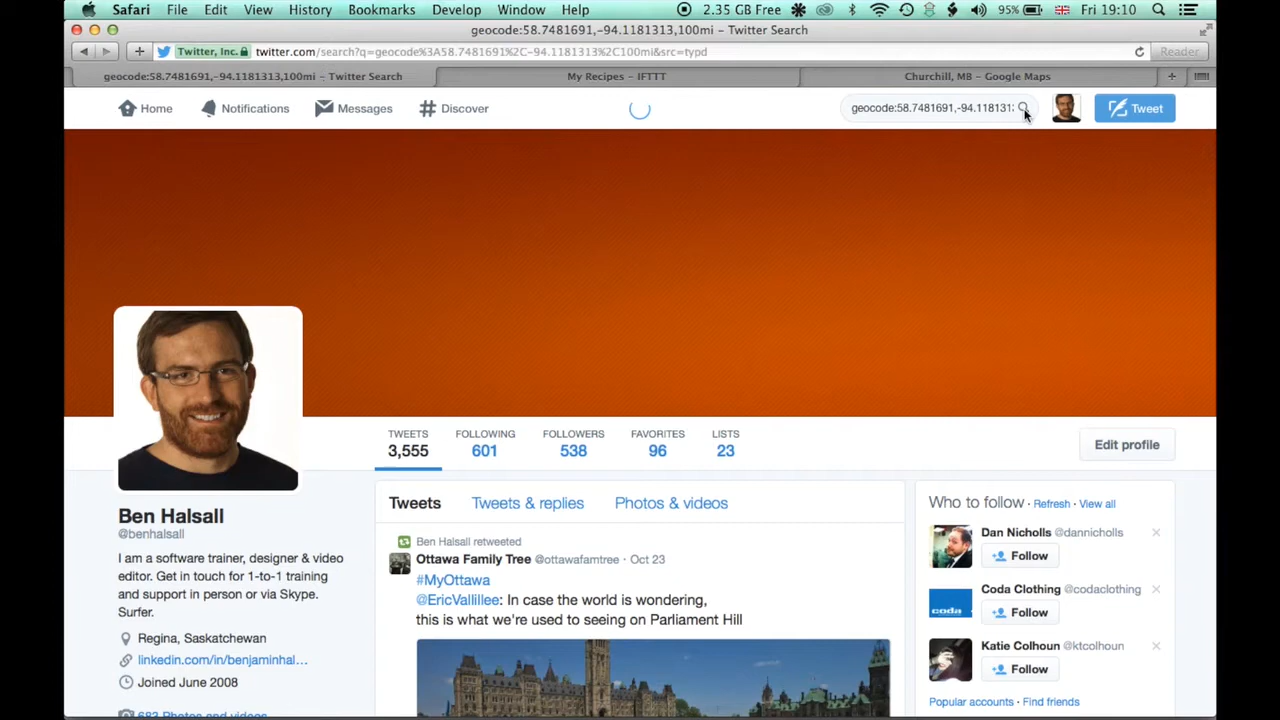 Safari File Edit View History Bookmarks Develop Window Help 2.35 GB Free 95% Fri 19:10
geocode:58.7481691,-94.1181313,100mi – Twitter Search
Twitter, Inc. twitter.com/search?q=geocode%3A58.7481691%2C-94.1181313%2C100mi&src=typd Reader
geocode:58.7481691,-94.1181313,100mi – Twitter Search My Recipes – IFTTT Churchill, MB – Google Maps
Home Notifications Messages Discover geocode:58.7481691,-94.118131 Tweet
TWEETS FOLLOWING FOLLOWERS FAVORITES LISTS
3,555 601 538 96 23
Edit profile
Ben Halsall
@benhalsall
I am a software trainer, designer & video
editor. Get in touch for 1-to-1 training
and support in person or via Skype.
Surfer.
Regina, Saskatchewan
linkedin.com/in/benjaminhal…
Joined June 2008
683 Photos and videos
Tweets Tweets & replies Photos & videos
Ben Halsall retweeted
Ottawa Family Tree @ottawafamtree · Oct 23
#MyOttawa
@EricVallillee: In case the world is wondering,
this is what we're used to seeing on Parliament Hill
Who to follow · Refresh · View all
Dan Nicholls @dannicholls
Follow
Coda Clothing @codaclothing
coda
Follow
Katie Colhoun @ktcolhoun
Follow
Popular accounts · Find friends